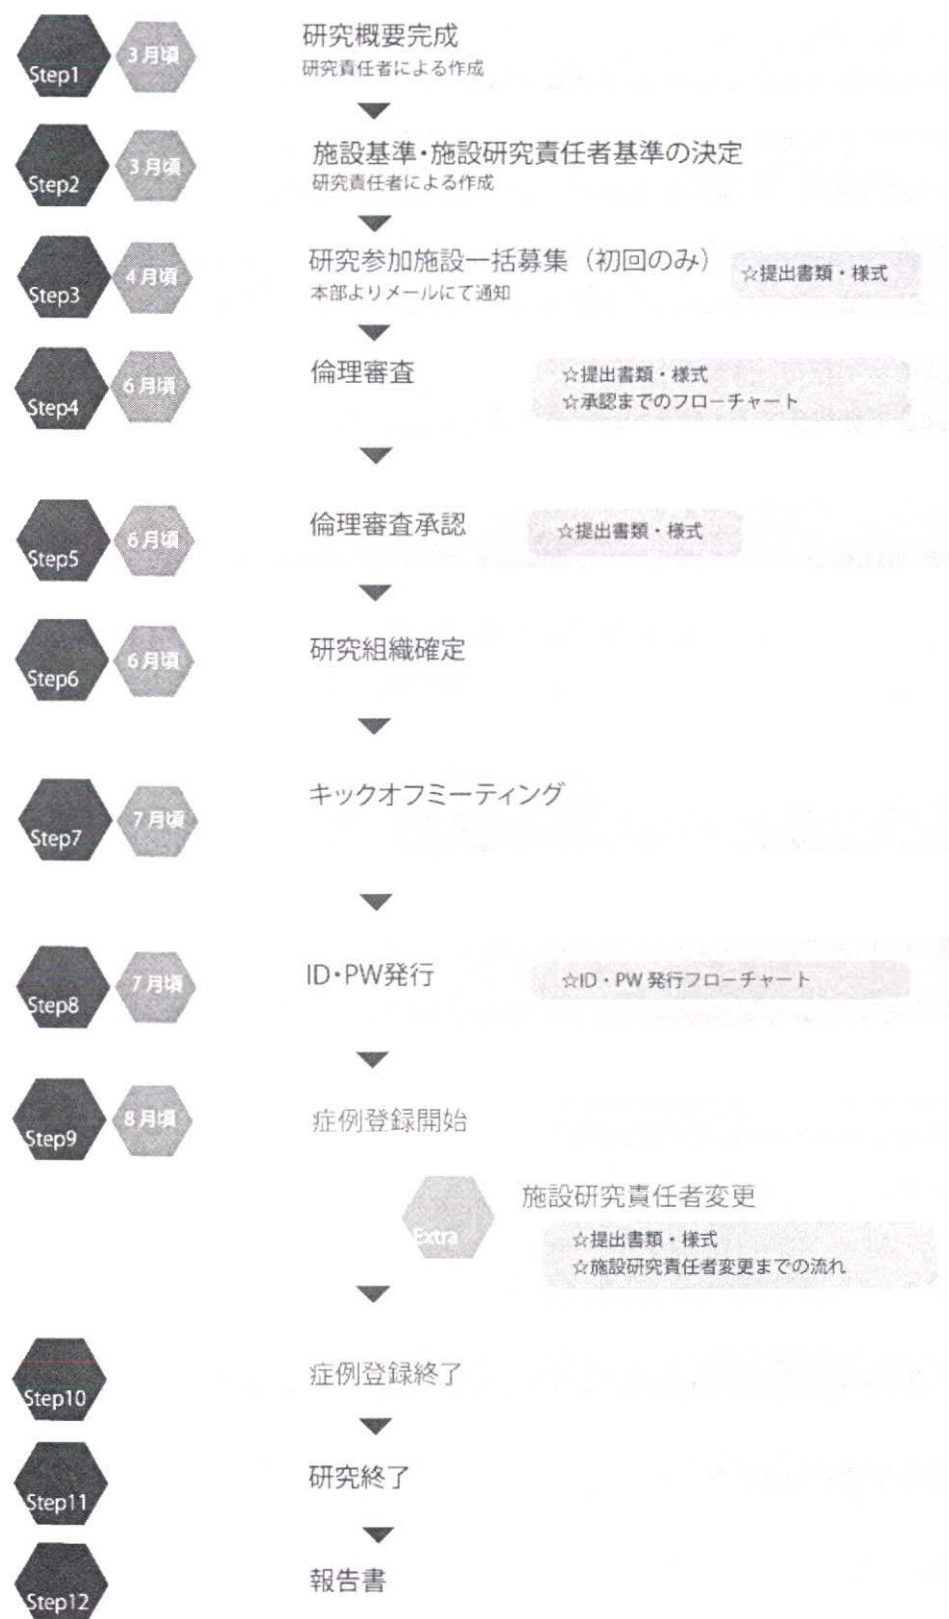 Step1
3月頃
研究概要完成
研究責任者による作成
Step2
3月頃
施設基準・施設研究責任者基準の決定
研究責任者による作成
Step3
4月頃
研究参加施設一括募集（初回のみ）
☆提出書類・様式
本部よりメールにて通知
Step4
6月頃
倫理審査
☆提出書類・様式
☆承認までのフローチャート
Step5
6月頃
倫理審査承認
☆提出書類・様式
Step6
6月頃
研究組織確定
Step7
7月頃
キックオフミーティング
Step8
7月頃
ID・PW発行
☆ID・PW 発行フローチャート
Step9
8月頃
症例登録開始
Extra
施設研究責任者変更
☆提出書類・様式
☆施設研究責任者変更までの流れ
Step10
症例登録終了
Step11
研究終了
Step12
報告書